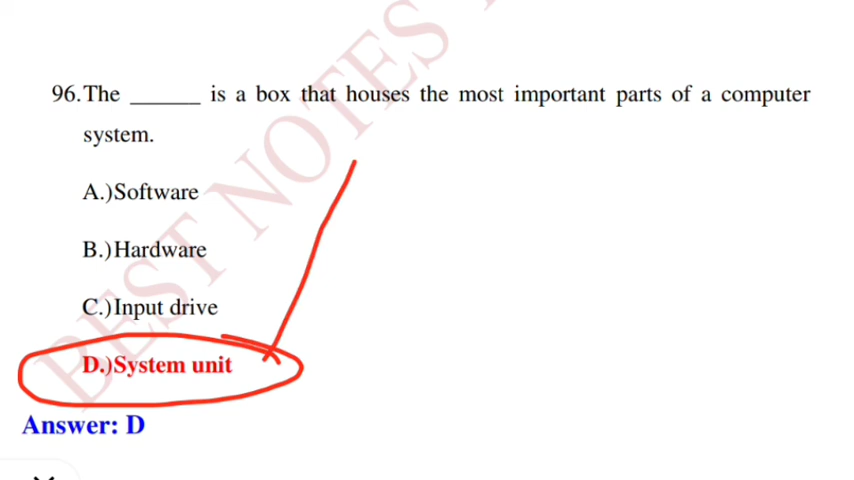 96.The ______ is a box that houses the most important parts of a computer
system.
A.)Software
B.)Hardware
C.)Input drive
D.)System unit
Answer: D
BEST NOTES